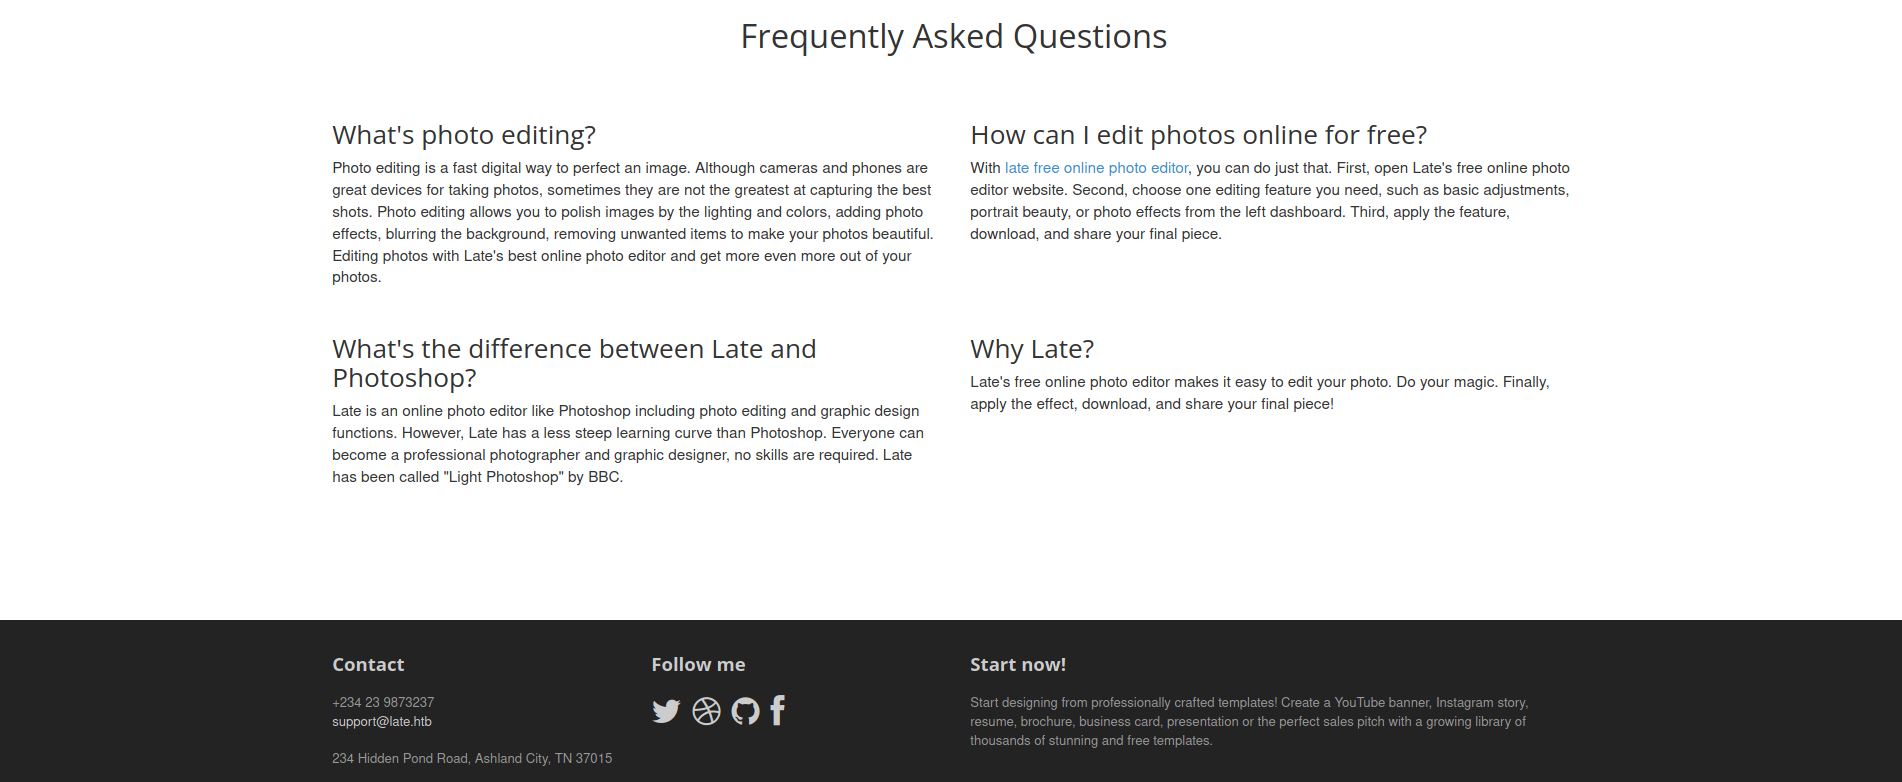 Frequently Asked Questions
What's photo editing?
Photo editing is a fast digital way to perfect an image. Although cameras and phones are
great devices for taking photos, sometimes they are not the greatest at capturing the best
shots. Photo editing allows you to polish images by the lighting and colors, adding photo
effects, blurring the background, removing unwanted items to make your photos beautiful.
Editing photos with Late's best online photo editor and get more even more out of your
photos.
How can I edit photos online for free?
With late free online photo editor, you can do just that. First, open Late's free online photo
editor website. Second, choose one editing feature you need, such as basic adjustments,
portrait beauty, or photo effects from the left dashboard. Third, apply the feature,
download, and share your final piece.
What's the difference between Late and
Photoshop?
Late is an online photo editor like Photoshop including photo editing and graphic design
functions. However, Late has a less steep learning curve than Photoshop. Everyone can
become a professional photographer and graphic designer, no skills are required. Late
has been called "Light Photoshop" by BBC.
Why Late?
Late's free online photo editor makes it easy to edit your photo. Do your magic. Finally,
apply the effect, download, and share your final piece!
Contact
+234 23 9873237
support@late.htb
234 Hidden Pond Road, Ashland City, TN 37015
Follow me
Start now!
Start designing from professionally crafted templates! Create a YouTube banner, Instagram story,
resume, brochure, business card, presentation or the perfect sales pitch with a growing library of
thousands of stunning and free templates.